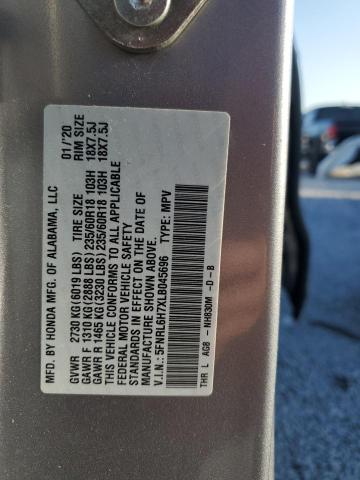 MFD. BY HONDA MFG. OF ALABAMA, LLC 01/'20
GVWR 2730 KG (6019 LBS) TIRE SIZE RIM SIZE
GAWR F 1310 KG (2888 LBS) 235/60R18 103H 18X7.5J
GAWR R 1465 KG (3230 LBS) 235/60R18 103H 18X7.5J
THIS VEHICLE CONFORMS TO ALL APPLICABLE
FEDERAL MOTOR VEHICLE SAFETY
STANDARDS IN EFFECT ON THE DATE OF
MANUFACTURE SHOWN ABOVE.
V.I.N.: 5FNRL6H7XLB045696 TYPE: MPV
THR L AG8 - NH830M -D - B